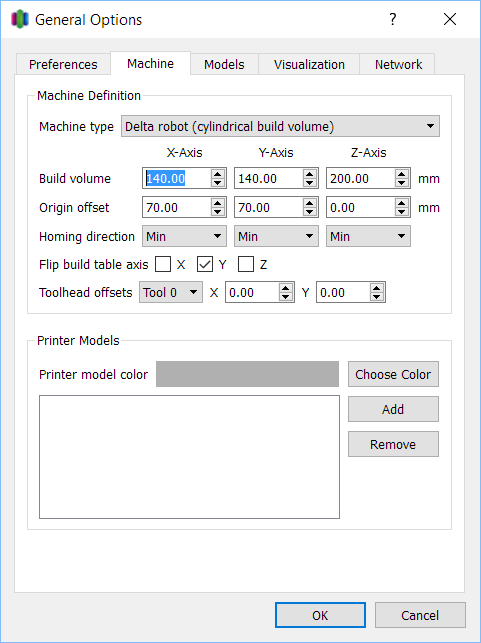 General Options ?
Preferences Machine Models Visualization Network
Machine Definition
Machine type Delta robot (cylindrical build volume)
X-Axis Y-Axis Z-Axis
Build volume 140.00 140.00 200.00 mm
Origin offset 70.00 70.00 0.00 mm
Homing direction Min Min Min
Flip build table axis X Y Z
Toolhead offsets Tool 0 X 0.00 Y 0.00
Printer Models
Printer model color Choose Color
Add
Remove
OK Cancel